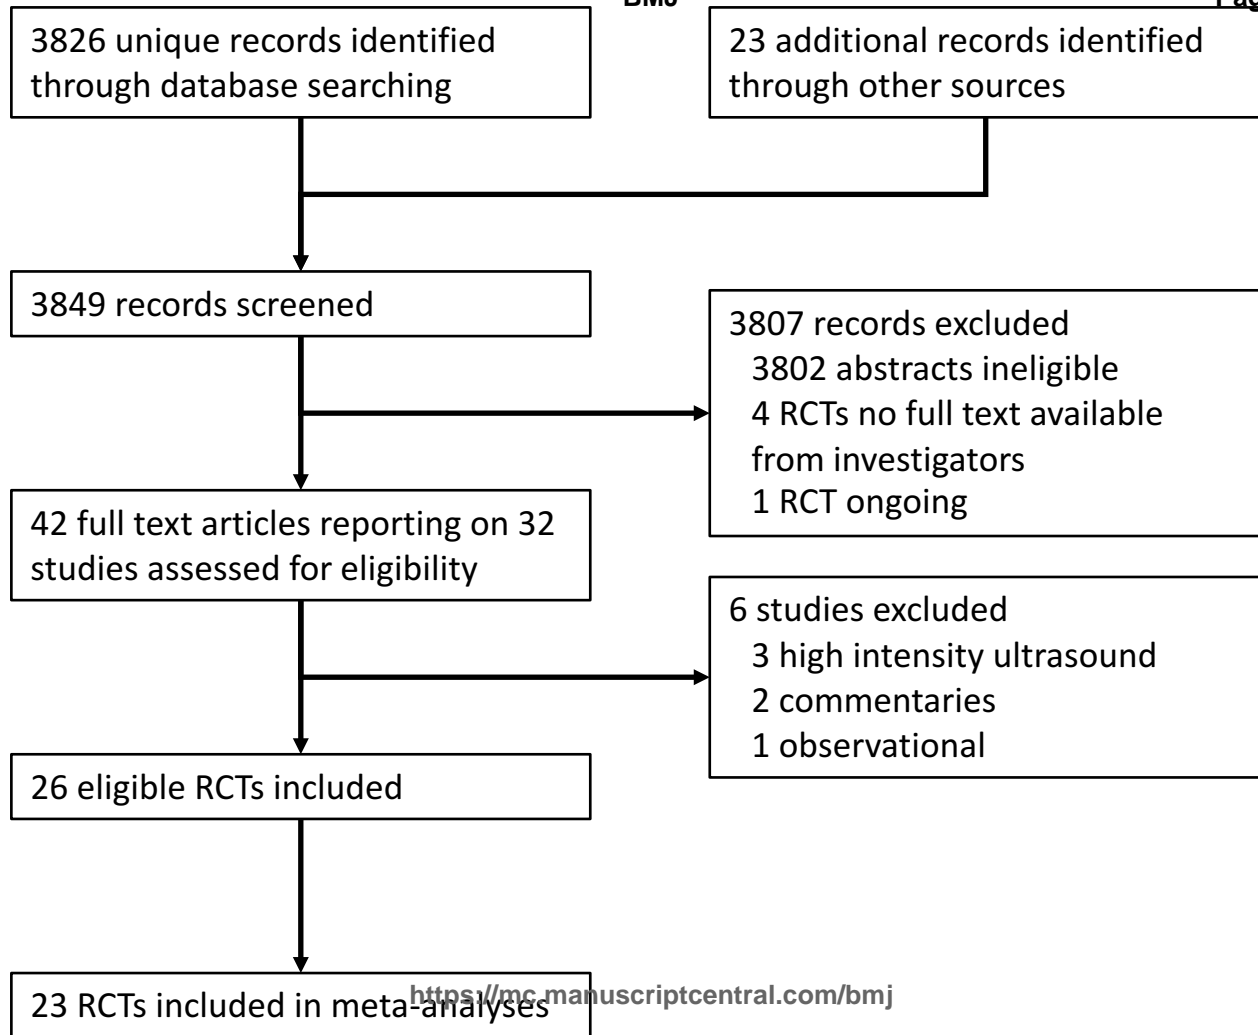 BMJ
Pag
3826 unique records identified
through database searching
23 additional records identified
through other sources
3849 records screened
3807 records excluded
3802 abstracts ineligible
4 RCTs no full text available
from investigators
1 RCT ongoing
42 full text articles reporting on 32
studies assessed for eligibility
6 studies excluded
3 high intensity ultrasound
2 commentaries
1 observational
26 eligible RCTs included
23 RCTs included in meta-analyses
https://mc.manuscriptcentral.com/bmj